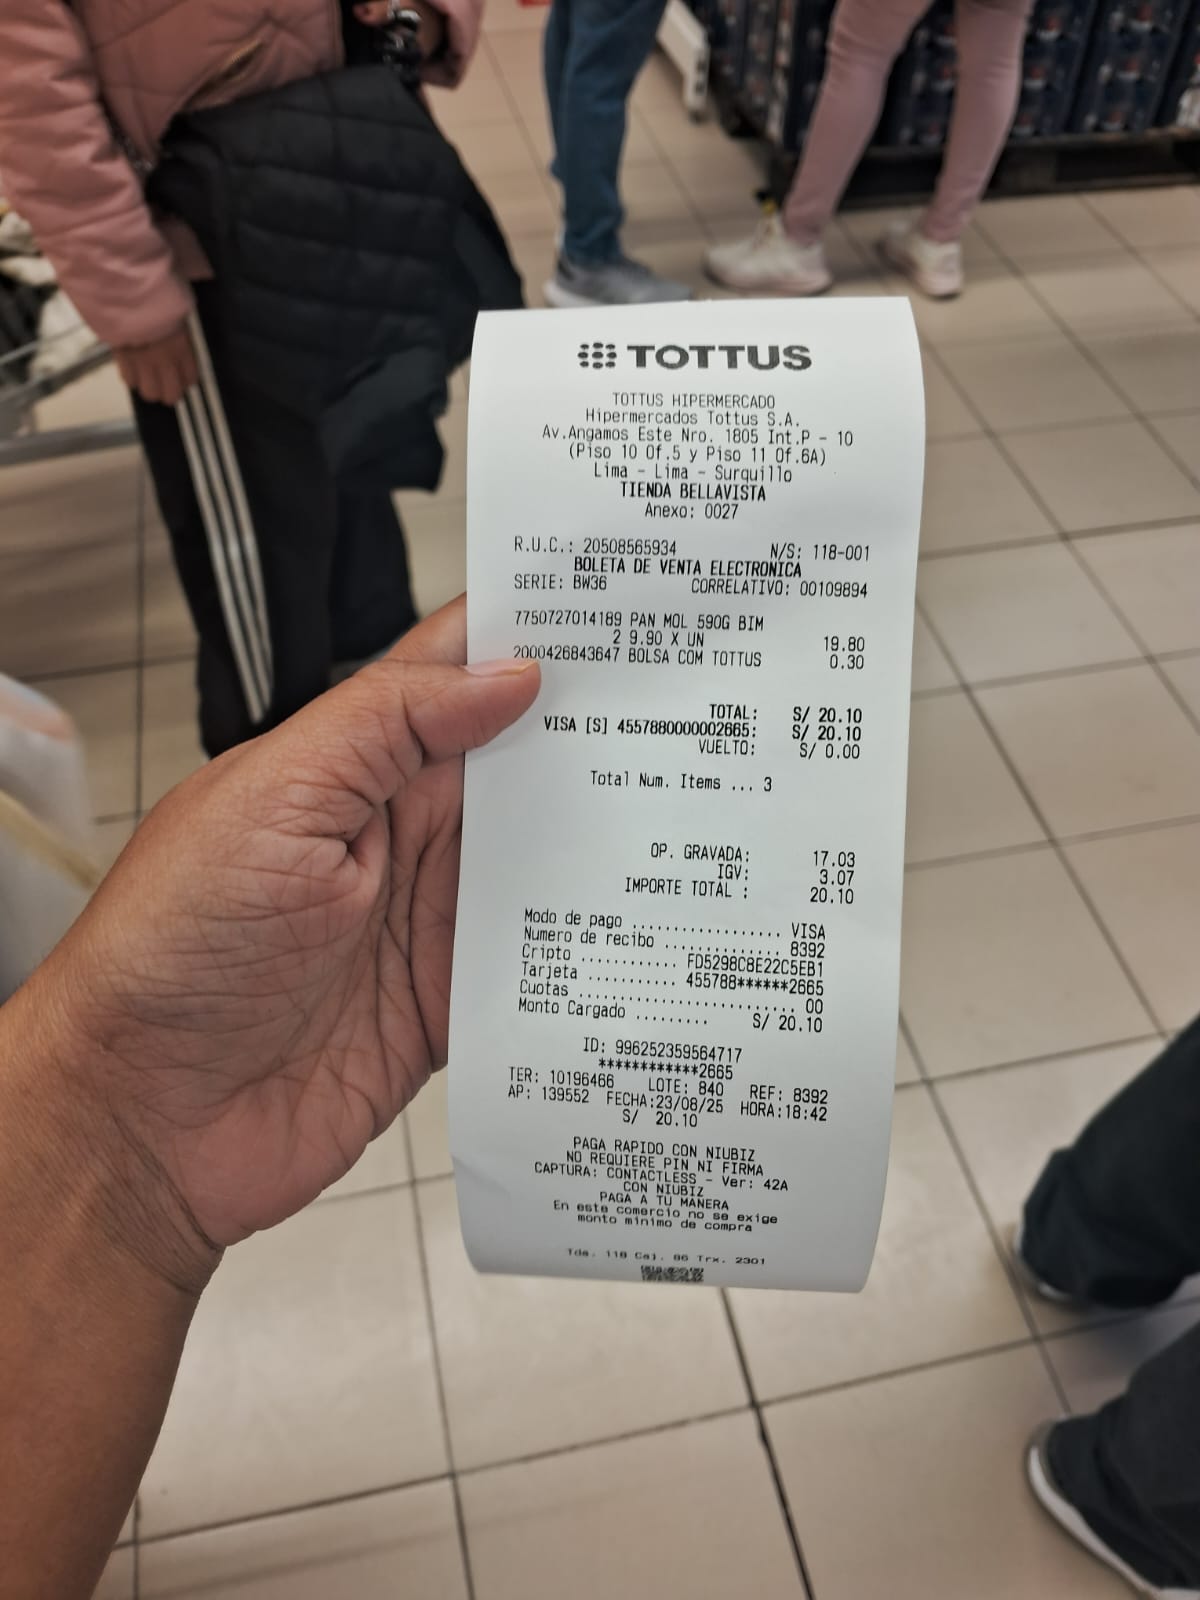 TOTTUS
TOTTUS HIPERMERCADO
Hipermercados Tottus S.A.
Av.Angamos Este Nro. 1805 Int.P - 10
(Piso 10 Of.5 y Piso 11 Of.6A)
Lima - Lima - Surquillo
TIENDA BELLAVISTA
Anexo: 0027
R.U.C.: 20508565934 N/S: 118-001
BOLETA DE VENTA ELECTRONICA
SERIE: BW36 CORRELATIVO: 00109894
7750727014189 PAN MOL 590G BIM
2 9.90 X UN 19.80
2000426843647 BOLSA COM TOTTUS 0.30
TOTAL: S/ 20.10
VISA [S] 4557880000002665: S/ 20.10
VUELTO: S/ 0.00
Total Num. Items ... 3
OP. GRAVADA: 17.03
IGV: 3.07
IMPORTE TOTAL : 20.10
Modo de pago .................. VISA
Numero de recibo .............. 8392
Cripto ............ FD5298C8E22C5EB1
Tarjeta ........... 455788******2665
Cuotas ........................... 00
Monto Cargado ......... S/ 20.10
ID: 996252359564717
************2665
TER: 10196466 LOTE: 840 REF: 8392
AP: 139552 FECHA:23/08/25 HORA:18:42
S/ 20.10
PAGA RAPIDO CON NIUBIZ
NO REQUIERE PIN NI FIRMA
CAPTURA: CONTACTLESS - Ver: 42A
CON NIUBIZ
PAGA A TU MANERA
En este comercio no se exige
monto minimo de compra
Tda. 118 Caj. 86 Trx. 2301